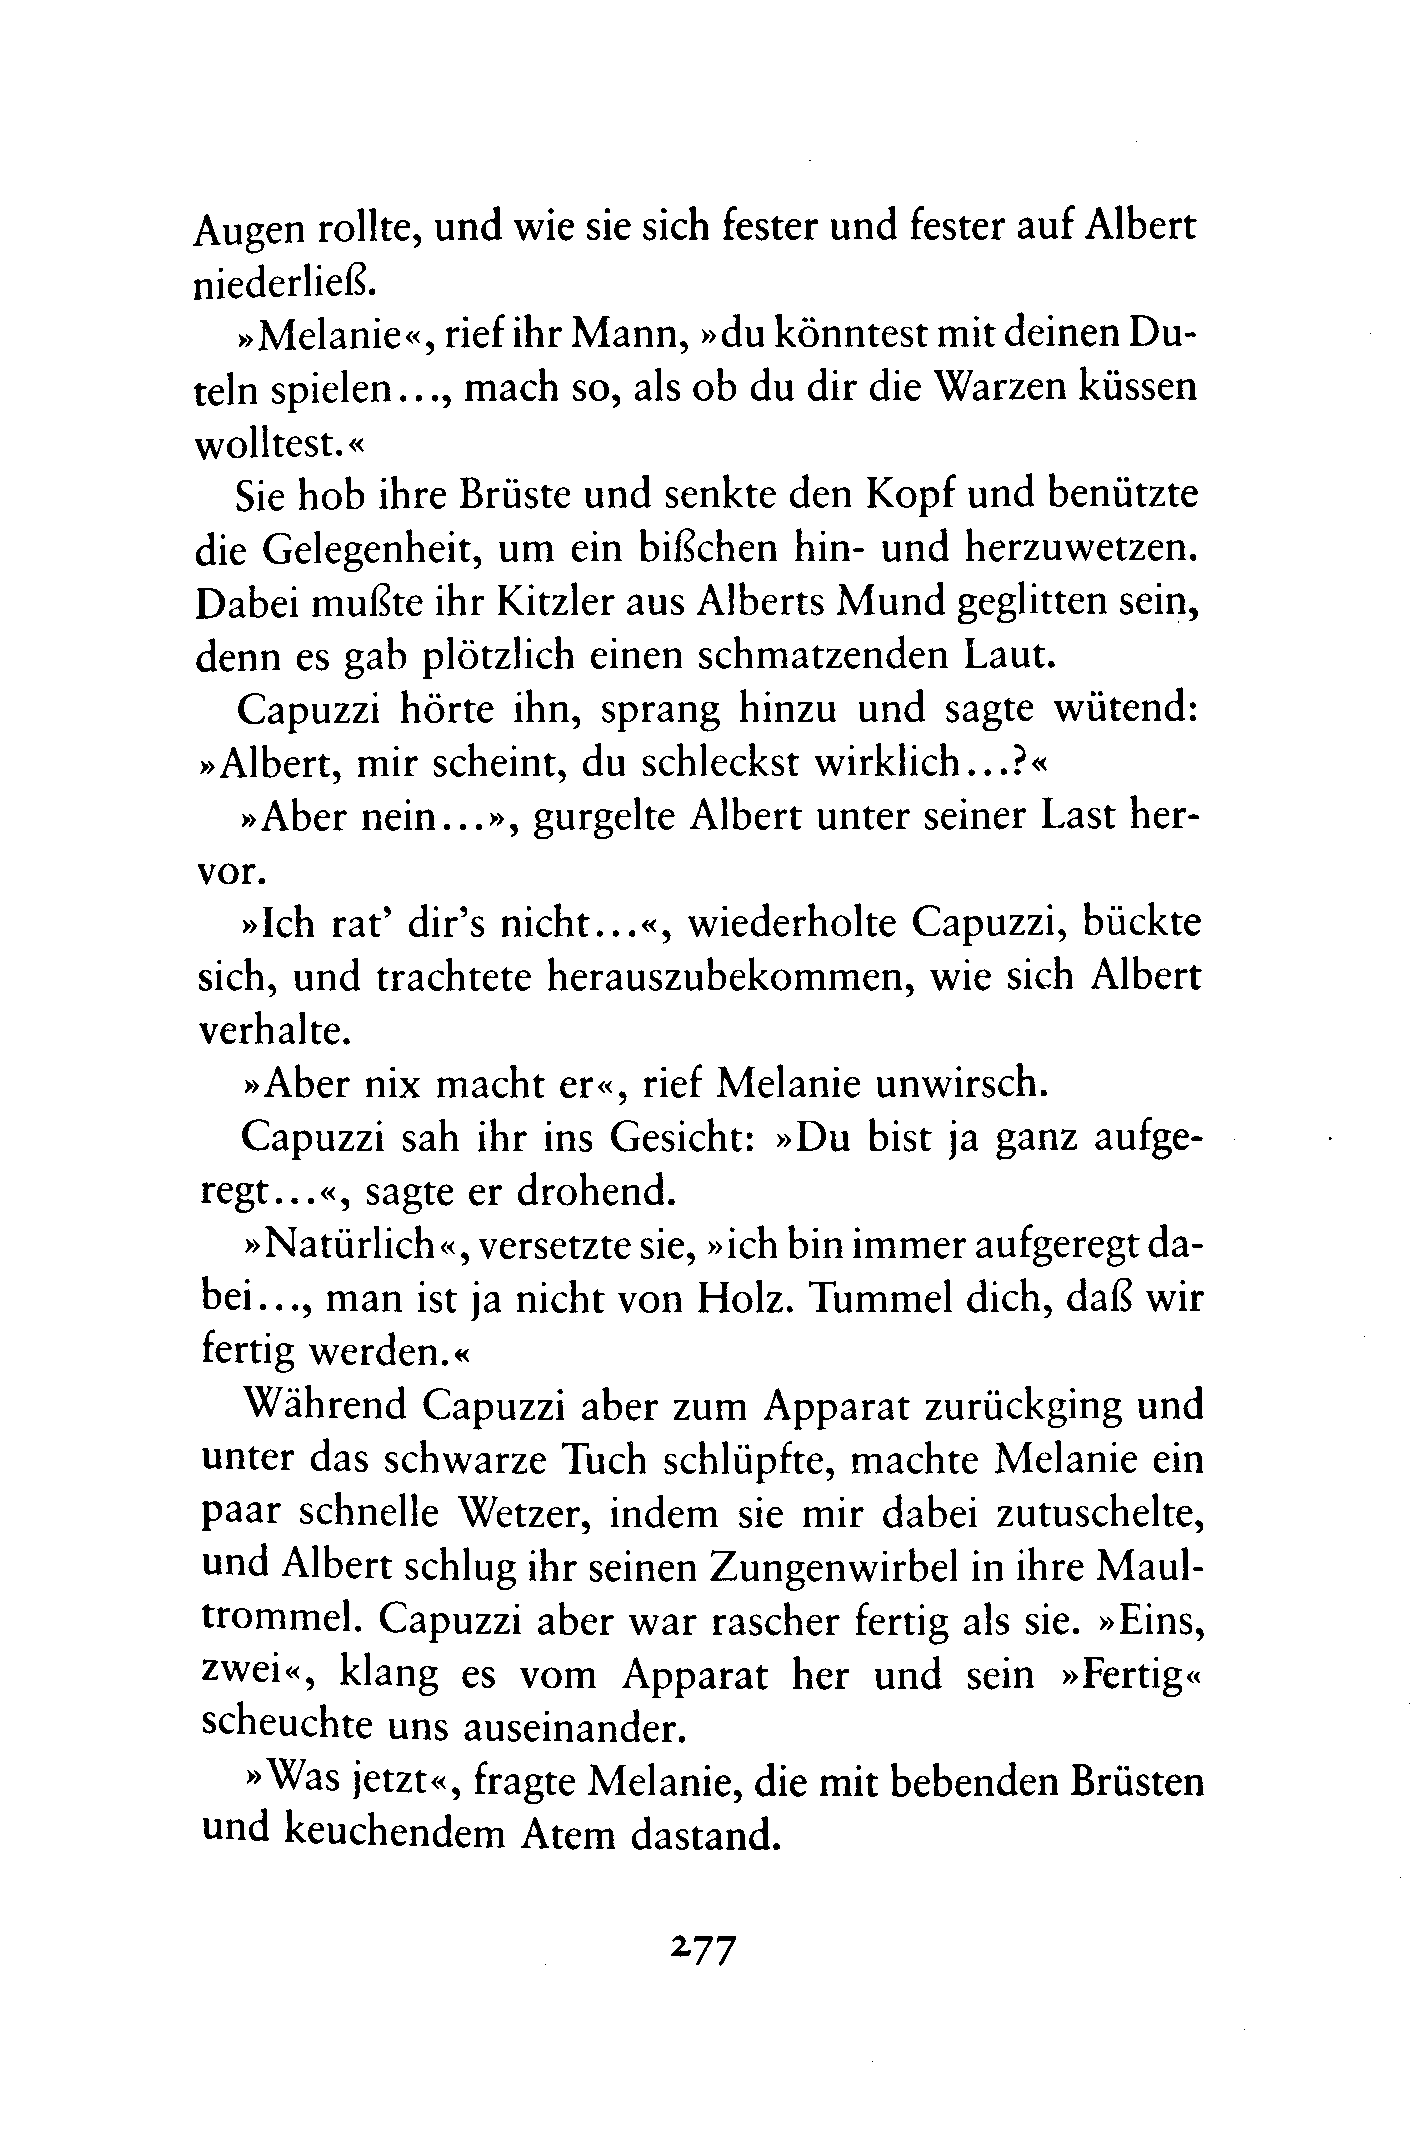 Augen rollte, und wie sie sich fester und fester auf Albert
niederließ.
»Melanie«, rief ihr Mann, »du könntest mit deinen Du-
teln spielen..., mach so, als ob du dir die Warzen küssen
wolltest.«
Sie hob ihre Brüste und senkte den Kopf und benützte
die Gelegenheit, um ein bißchen hin- und herzuwetzen.
Dabei mußte ihr Kitzler aus Alberts Mund geglitten sein,
denn es gab plötzlich einen schmatzenden Laut.
Capuzzi hörte ihn, sprang hinzu und sagte wütend:
»Albert, mir scheint, du schleckst wirklich...?«
»Aber nein...», gurgelte Albert unter seiner Last her-
vor.
»Ich rat’ dir’s nicht...«, wiederholte Capuzzi, bückte
sich, und trachtete herauszubekommen, wie sich Albert
verhalte.
»Aber nix macht er«, rief Melanie unwirsch.
Capuzzi sah ihr ins Gesicht: »Du bist ja ganz aufge-
regt...«, sagte er drohend.
»Natürlich«, versetzte sie, »ich bin immer aufgeregt da-
bei..., man ist ja nicht von Holz. Tummel dich, daß wir
fertig werden.«
Während Capuzzi aber zum Apparat zurückging und
unter das schwarze Tuch schlüpfte, machte Melanie ein
paar schnelle Wetzer, indem sie mir dabei zutuschelte,
und Albert schlug ihr seinen Zungenwirbel in ihre Maul-
trommel. Capuzzi aber war rascher fertig als sie. »Eins,
zwei«, klang es vom Apparat her und sein »Fertig«
scheuchte uns auseinander.
»Was jetzt«, fragte Melanie, die mit bebenden Brüsten
und keuchendem Atem dastand.
277